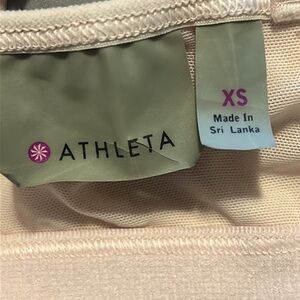 ATHLETA
XS
Made In
Sri Lanka